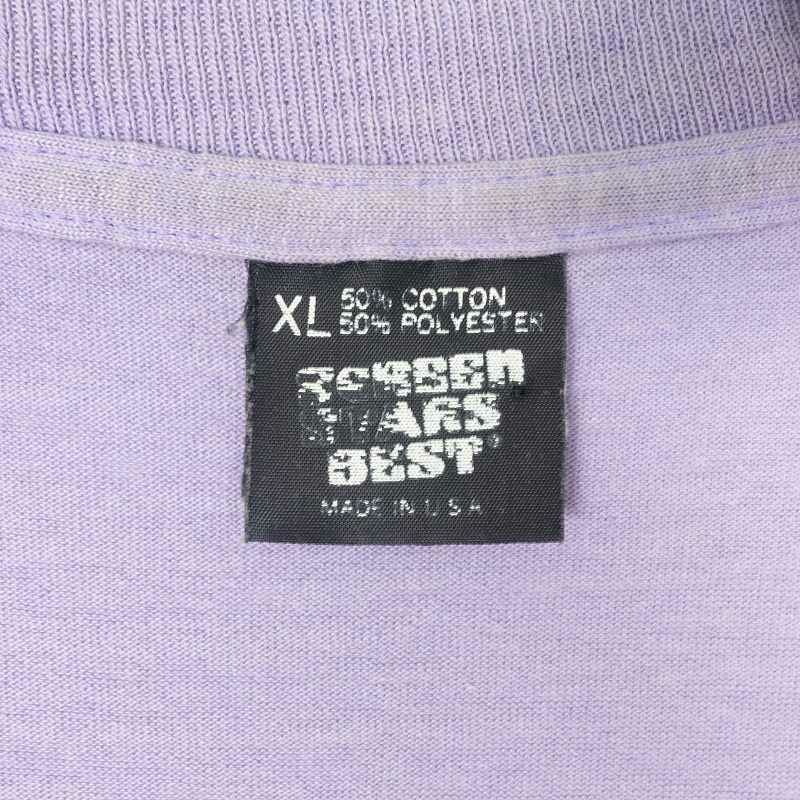 XL 50% COTTON
50% POLYESTER
SCREEN
STARS
BEST
MADE IN U.S.A